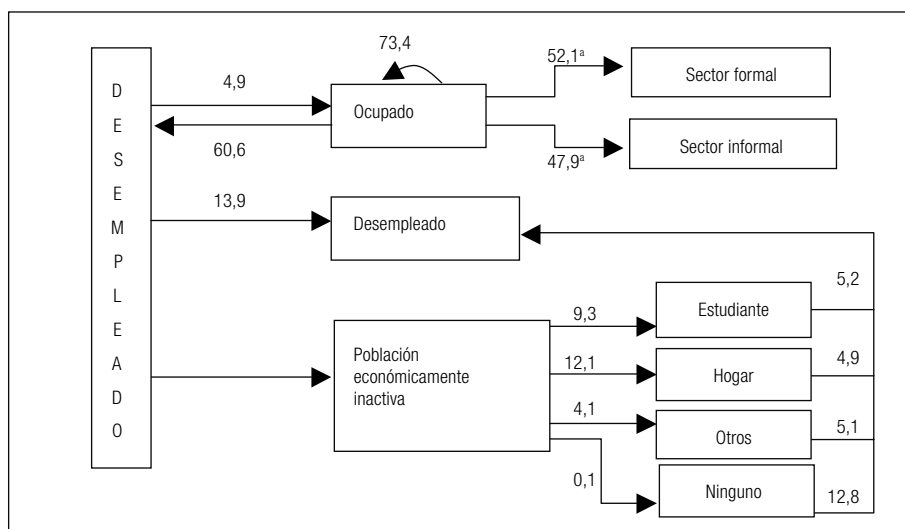 73,4
52,1ª
Sector formal
4,9
Ocupado
60,6
47,9ª
Sector informal
13,9
Desempleado
D
E
S
E
M
P
L
E
A
D
O
Población
económicamente
inactiva
9,3
Estudiante
5,2
12,1
Hogar
4,9
4,1
Otros
5,1
0,1
Ninguno
12,8